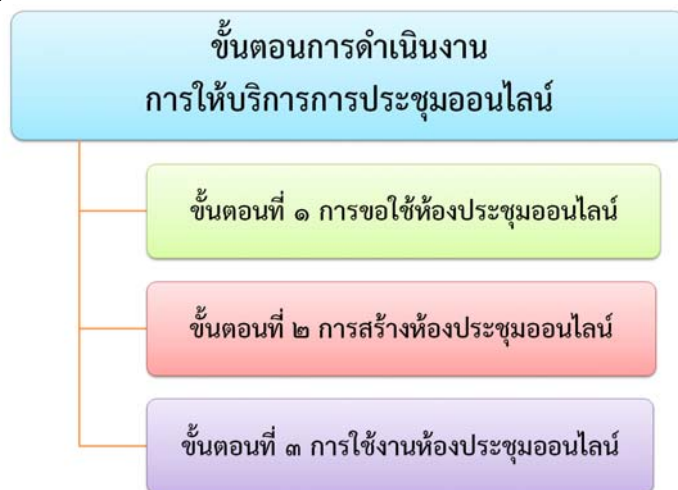 ขั้นตอนการดำเนินงาน
การให้บริการการประชุมออนไลน์
ขั้นตอนที่ ๑ การขอใช้ห้องประชุมออนไลน์
ขั้นตอนที่ ๒ การสร้างห้องประชุมออนไลน์
ขั้นตอนที่ ๓ การใช้งานห้องประชุมออนไลน์